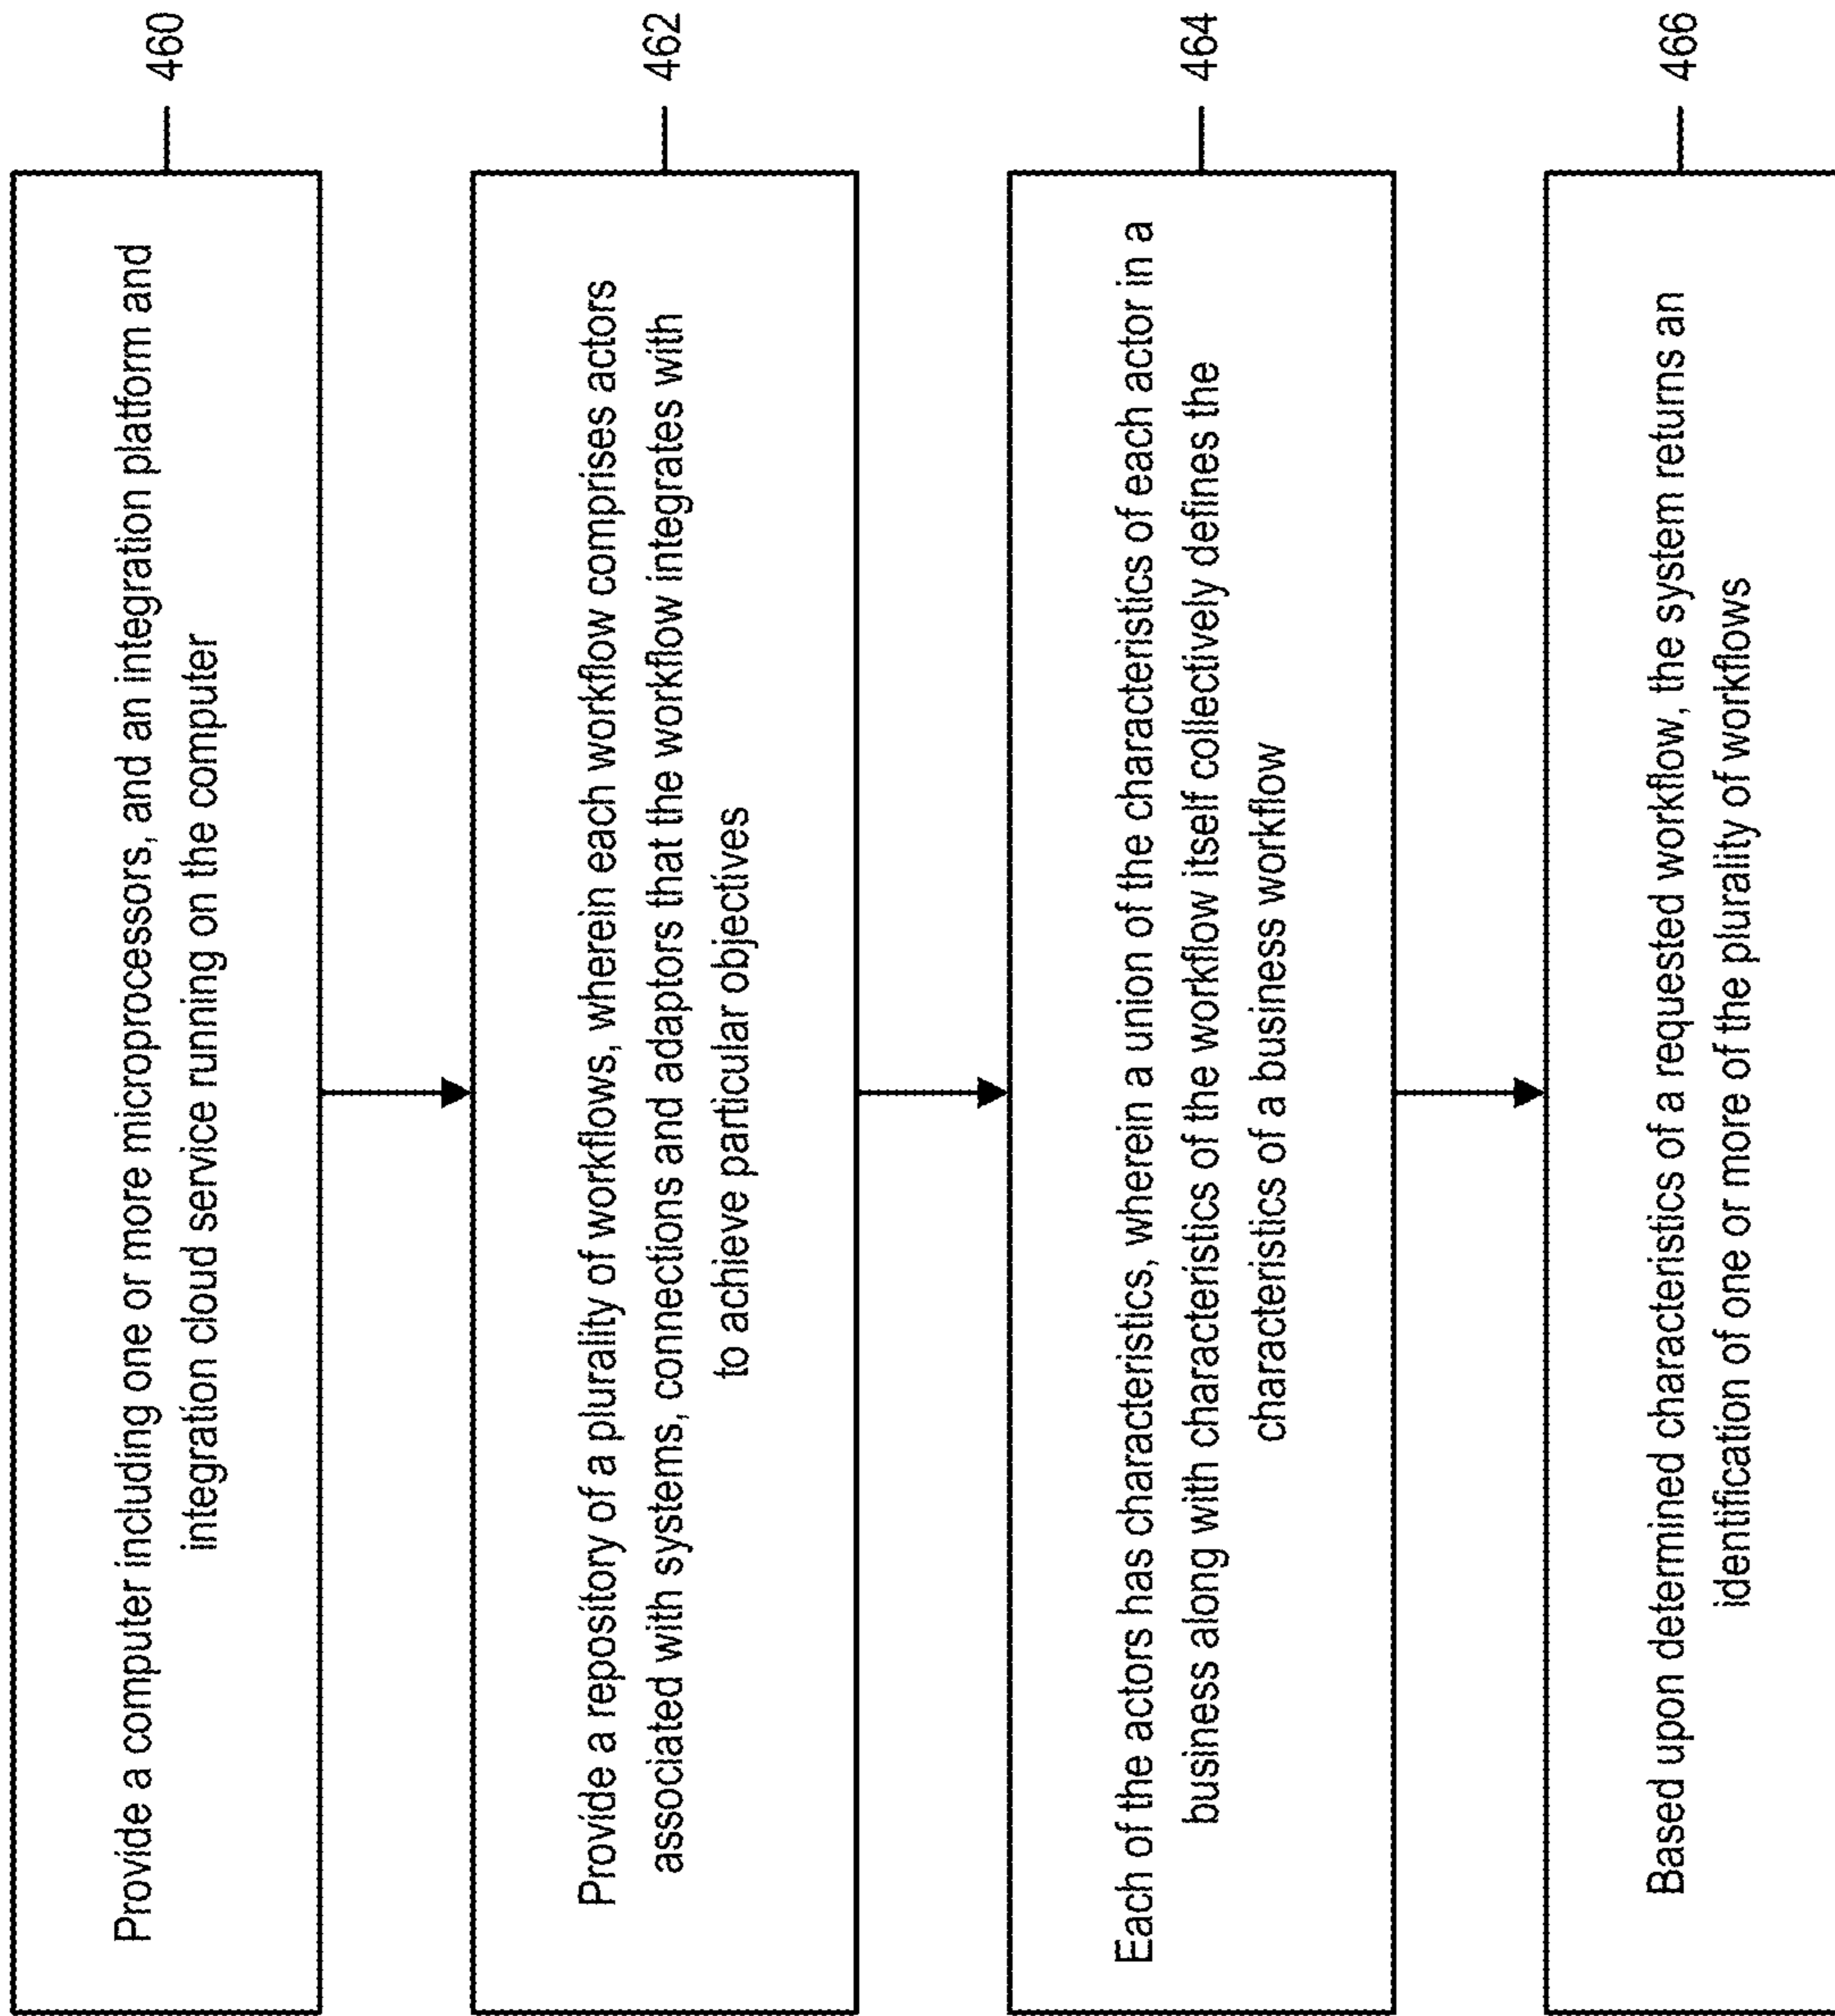 Provide a computer including one or more microprocessors, and an integration platform and
integration cloud service running on the computer
460
Provide a repository of a plurality of workflows, wherein each workflow comprises actors
associated with systems, connections and adaptors that the workflow integrates with
to achieve particular objectives
462
Each of the actors has characteristics, wherein a union of the characteristics of each actor in a
business along with characteristics of the workflow itself collectively defines the
characteristics of a business workflow
464
Based upon determined characteristics of a requested workflow, the system returns an
identification of one or more of the plurality of workflows
466